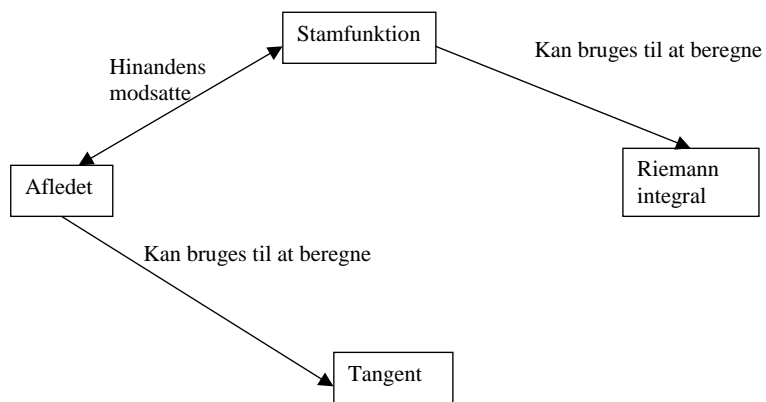 Stamfunktion
Kan bruges til at beregne
Hinandens
modsatte
Afledet
Riemann
integral
Kan bruges til at beregne
Tangent